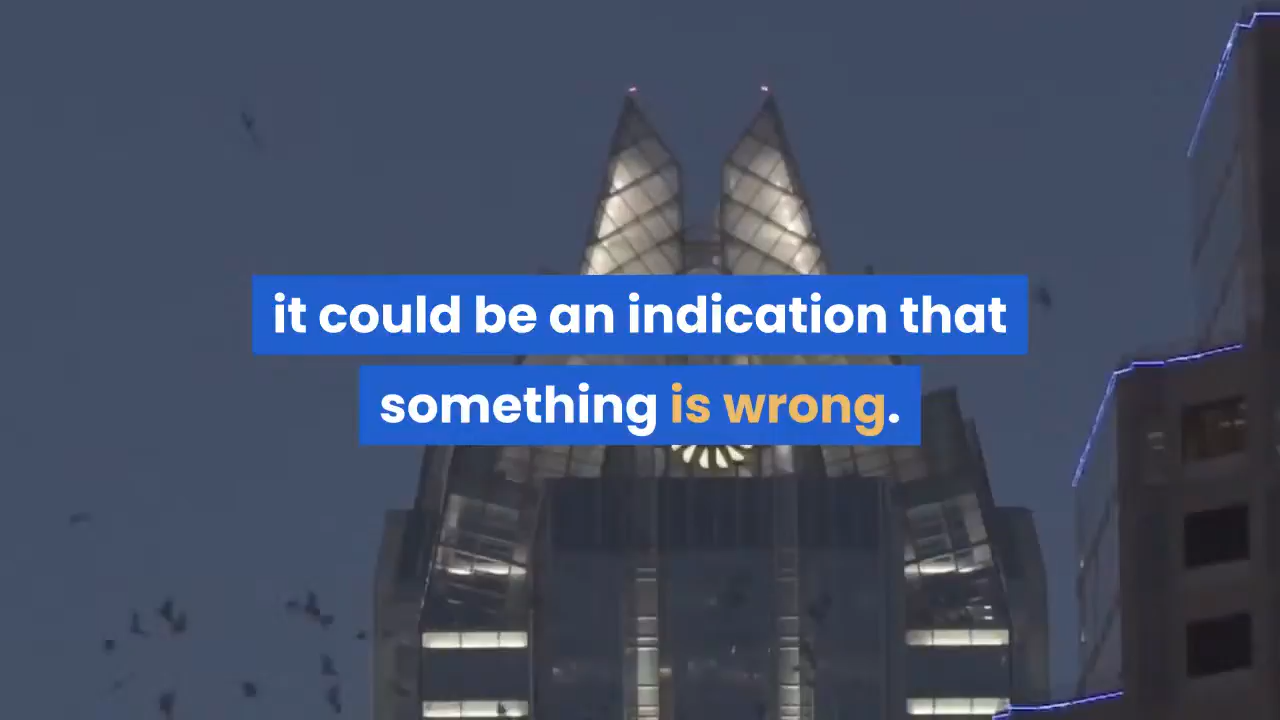 it could be an indication that
something is wrong.